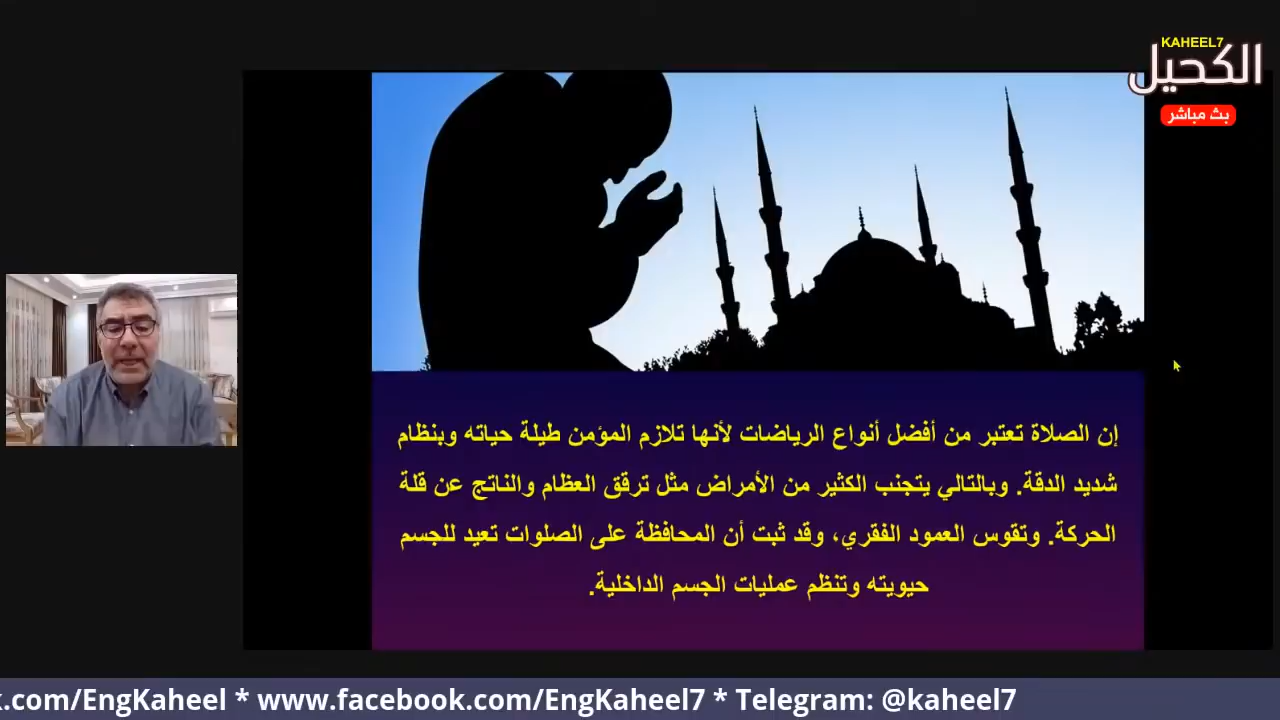 KAHEEL7
الكحيل
بث مباشر
إن الصلاة تعتبر من أفضل أنواع الرياضات لأنها تلازم المؤمن طيلة حياته وبنظام
شديد الدقة. وبالتالي يتجنب الكثير من الأمراض مثل ترقق العظام والناتج عن قلة
الحركة. وتقوس العمود الفقري، وقد ثبت أن المحافظة على الصلوات تعيد للجسم
حيويته وتنظم عمليات الجسم الداخلية.
.com/EngKaheel * www.facebook.com/EngKaheel7 * Telegram: @kaheel7